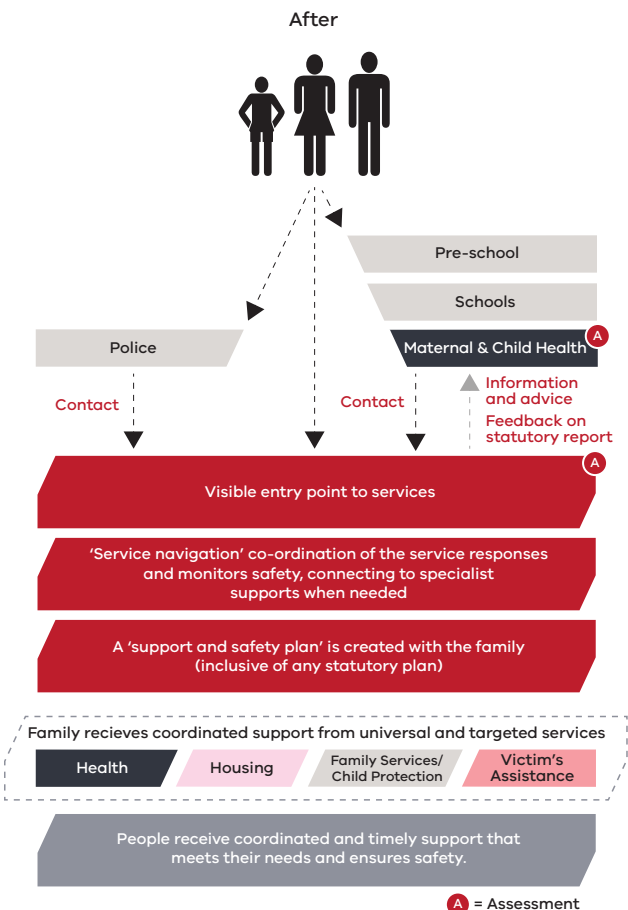 After
Pre-school
Schools
Police
Maternal & Child Health
A
Contact
Contact
Information
and advice
Feedback on
statutory report
A
Visible entry point to services
‘Service navigation’ co-ordination of the service responses
and monitors safety, connecting to specialist
supports when needed
A ‘support and safety plan’ is created with the family
(inclusive of any statutory plan)
Family recieves coordinated support from universal and targeted services
Health
Housing
Family Services/
Child Protection
Victim’s
Assistance
People receive coordinated and timely support that
meets their needs and ensures safety.
A = Assessment